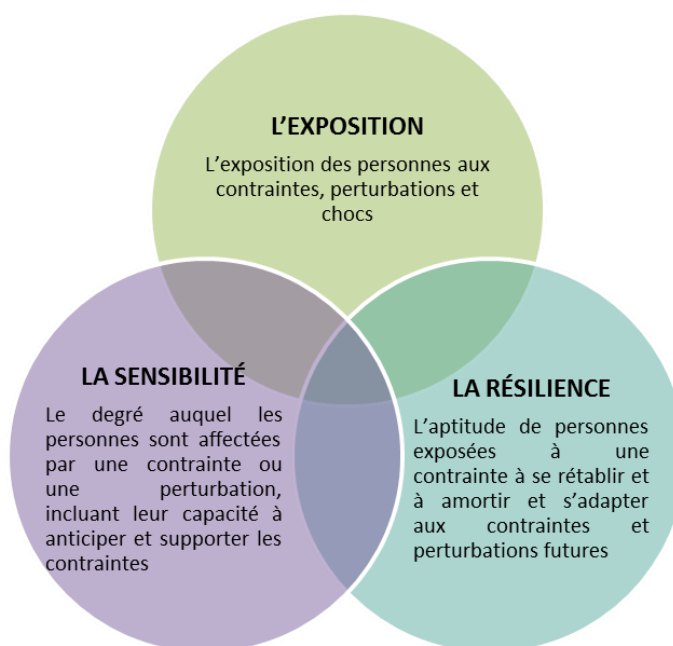 L’EXPOSITION
L’exposition des personnes aux
contraintes, perturbations et
chocs
LA SENSIBILITÉ
Le degré auquel les
personnes sont affectées
par une contrainte ou
une perturbation,
incluant leur capacité à
anticiper et supporter les
contraintes
LA RÉSILIENCE
L’aptitude de personnes
exposées à une
contrainte à se rétablir et
à amortir et s’adapter
aux contraintes et
perturbations futures